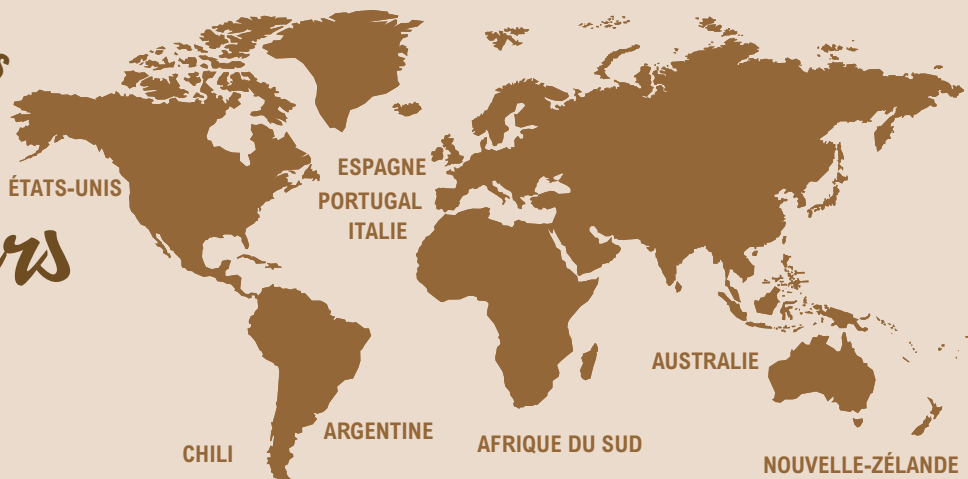 ÉTATS-UNIS
ESPAGNE
PORTUGAL
ITALIE
AUSTRALIE
ARGENTINE
CHILI
AFRIQUE DU SUD
NOUVELLE-ZÉLANDE